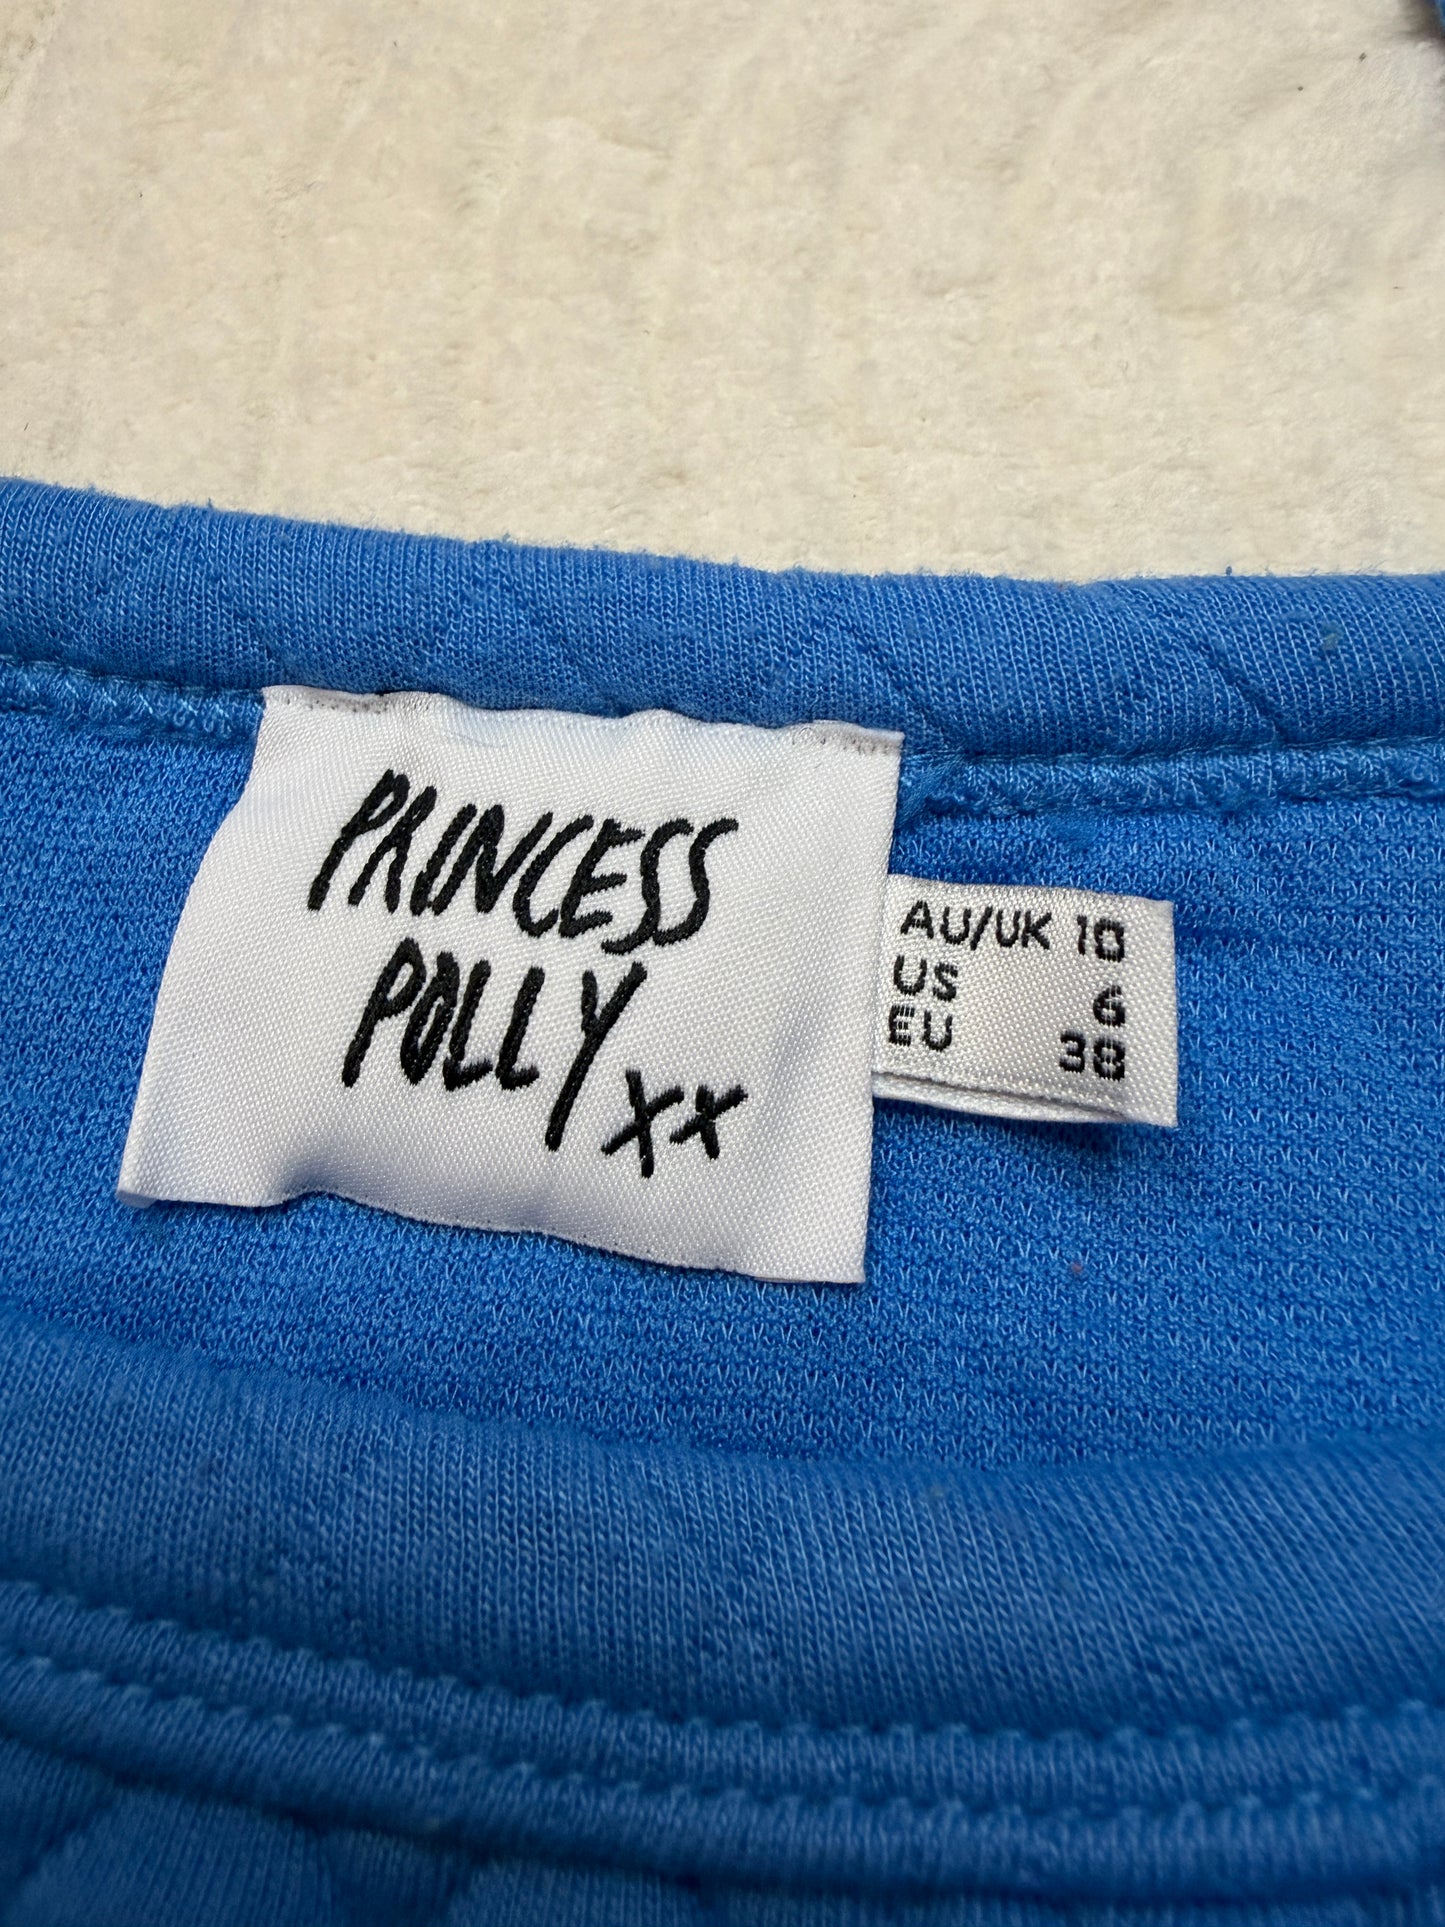 PRINCESS
POLLY
xx
AU/UK 10
US 6
EU 38